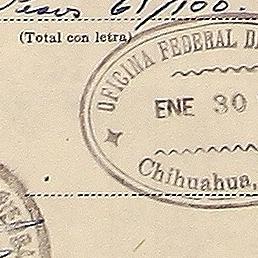 Pesos 61/100.
(Total con letra)
OFICINA FEDERAL D
ENE 30
Chihuahua,